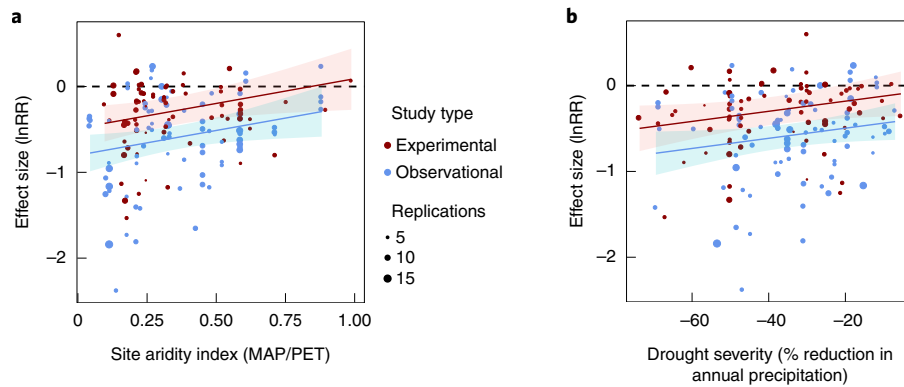 a
Effect size (lnRR)
0
−1
−2
0
0.25
0.50
0.75
1.00
Site aridity index (MAP/PET)
Study type
Experimental
Observational
Replications
5
10
15
b
Effect size (lnRR)
0
−1
−2
−60
−40
−20
Drought severity (% reduction in
annual precipitation)